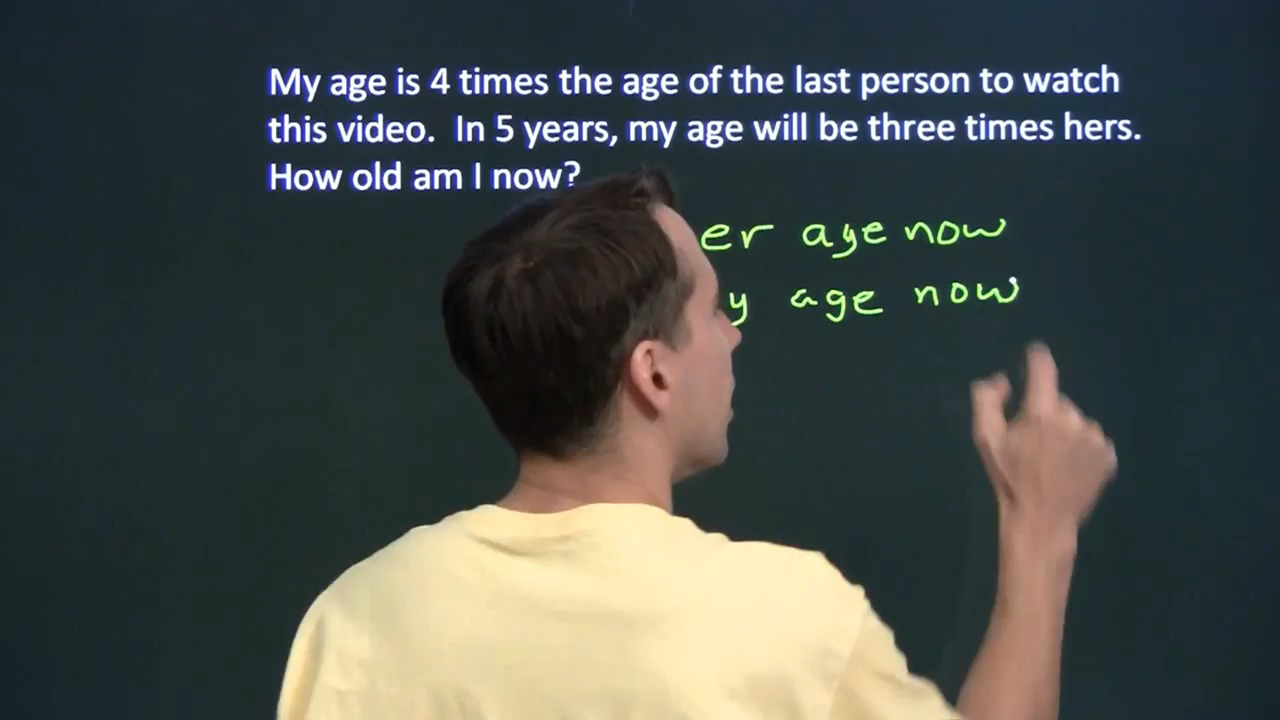 My age is 4 times the age of the last person to watch
this video. In 5 years, my age will be three times hers.
How old am I now?
er age now
y age now